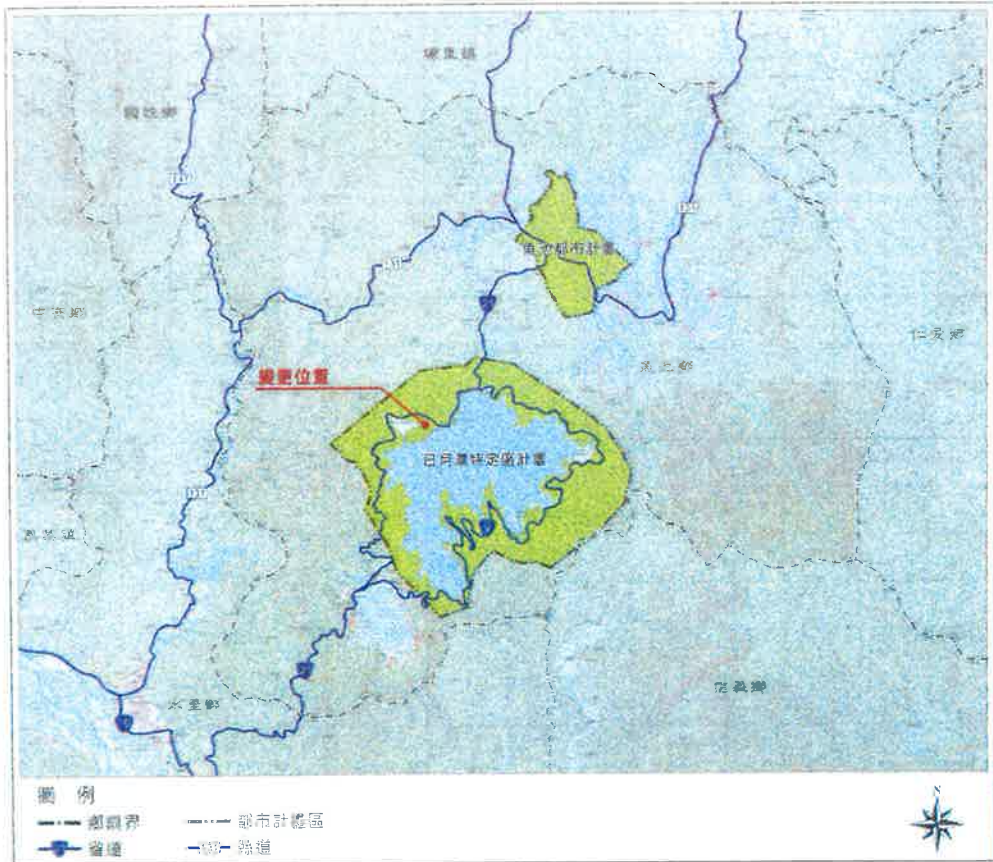 埔里鎮
國姓鄉
魚池都市計畫
中寮鄉
仁愛鄉
魚池鄉
變更位置
日月潭特定區計畫
集集鎮
水里鄉
信義鄉
圖 例
鄉鎮界
都市計畫區
省道
縣道
N